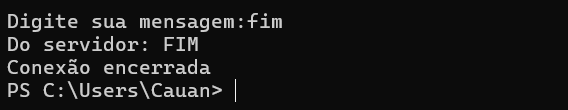 Digite sua mensagem:fim
Do servidor: FIM
Conexão encerrada
PS C:\Users\Cauan>